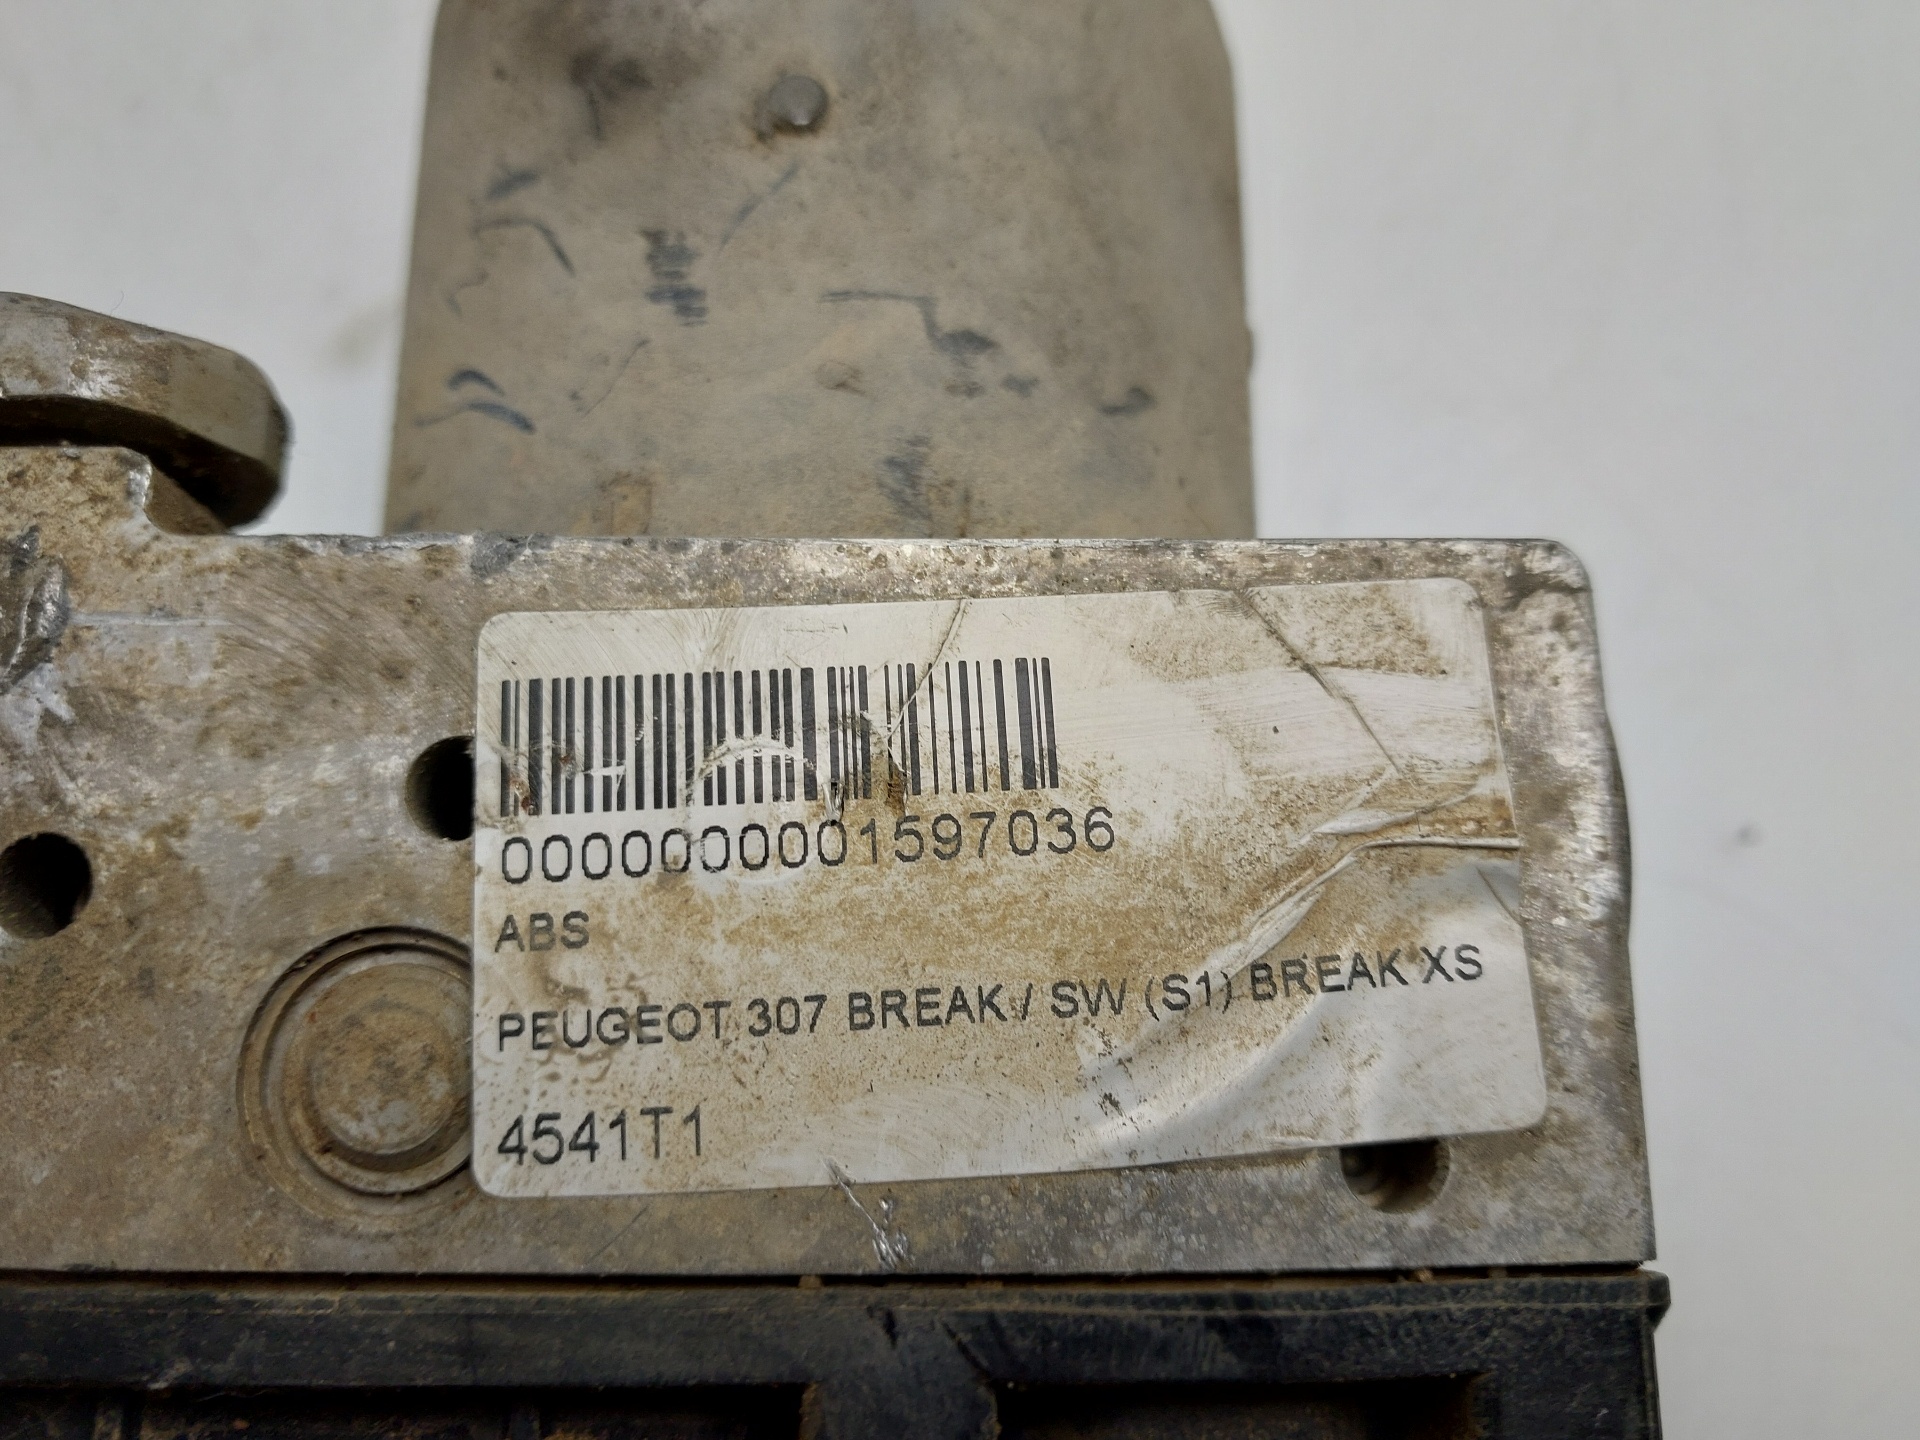 0000000001597036
ABS
PEUGEOT 307 BREAK / SW (S1) BREAK XS
4541T1